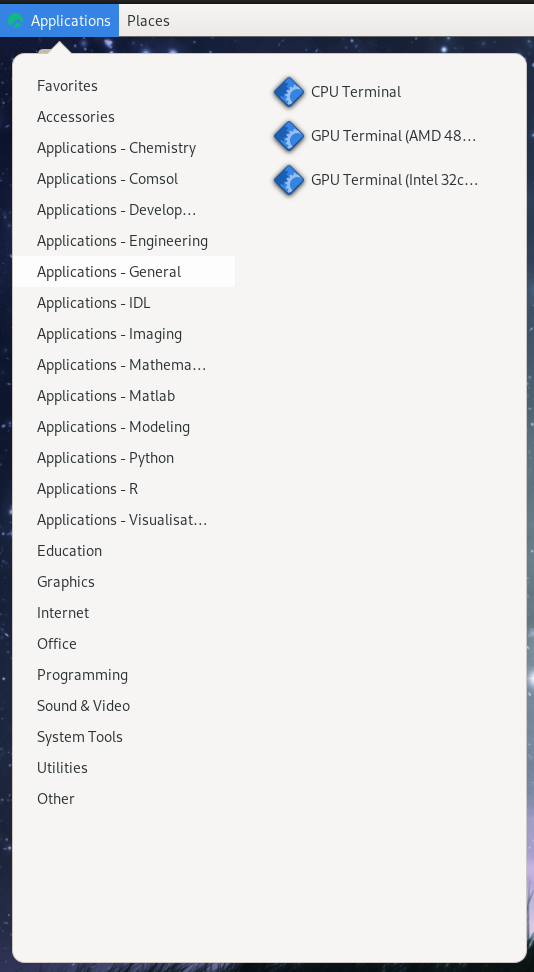 Applications Places
Favorites
Accessories
Applications - Chemistry
Applications - Comsol
Applications - Develop…
Applications - Engineering
Applications - General
Applications - IDL
Applications - Imaging
Applications - Mathema…
Applications - Matlab
Applications - Modeling
Applications - Python
Applications - R
Applications - Visualisat…
Education
Graphics
Internet
Office
Programming
Sound & Video
System Tools
Utilities
Other
CPU Terminal
GPU Terminal (AMD 48…
GPU Terminal (Intel 32c…